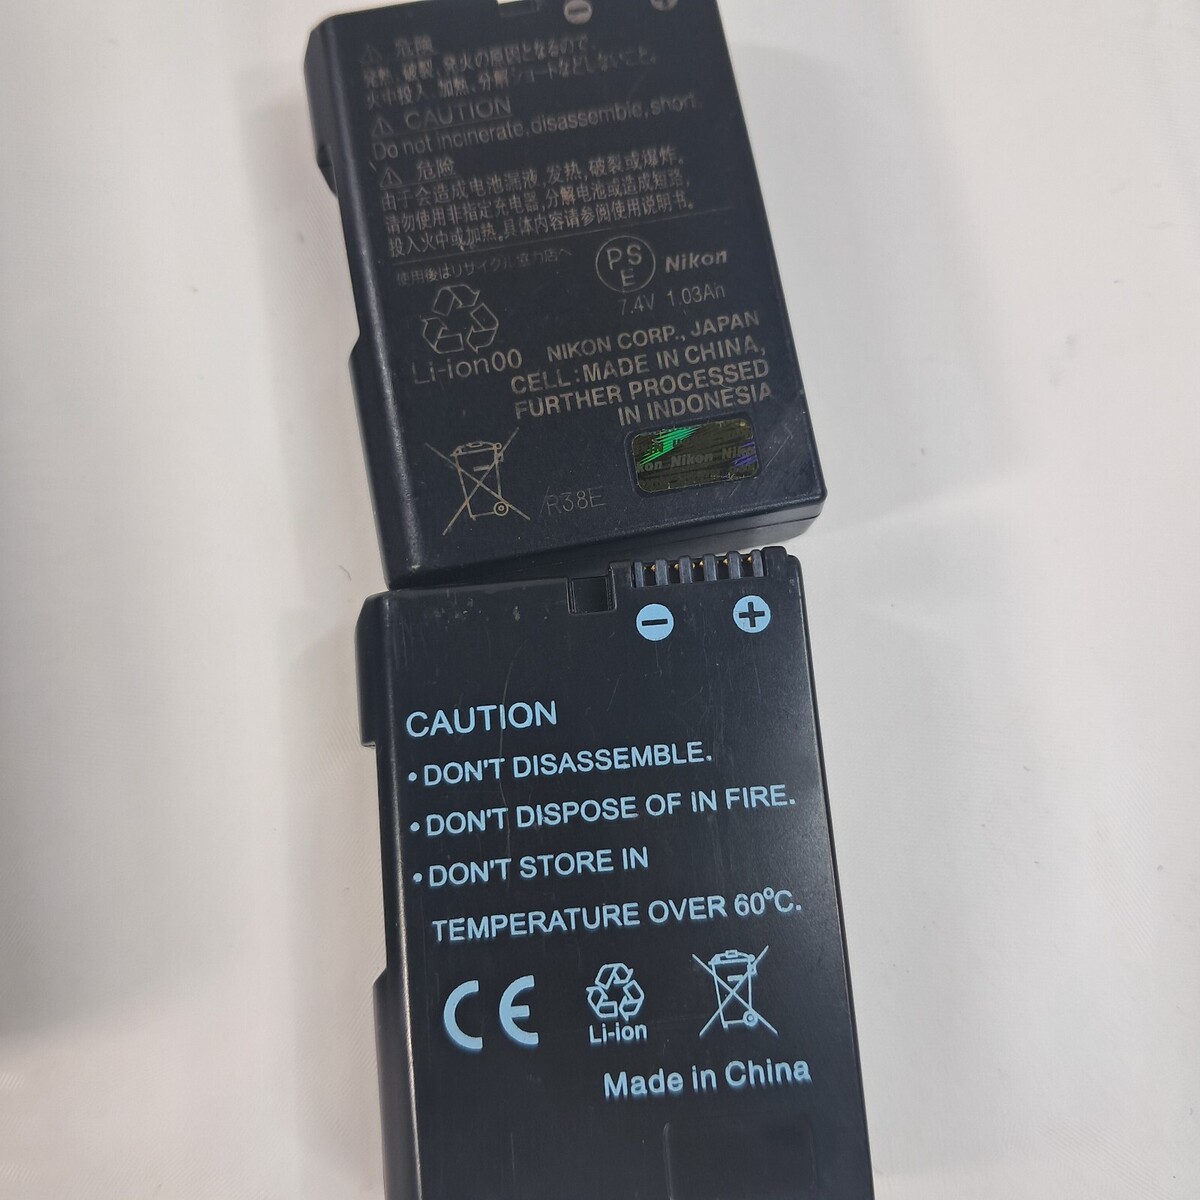 危険
発熱、破裂、発火の原因となるので、
火中投入、加熱、分解ショートなどしないこと。
CAUTION
Do not incinerate, disassemble, short.
危险
由于会造成电池漏液,发热,破裂或爆炸。
请勿使用非指定充电器,分解电池或造成短路,
投入火中或加热。具体内容请参阅使用说明书。
使用後はリサイクル協力店へ
PS
E
Nikon
7.4V 1.03Ah
Li-ion00
NIKON CORP., JAPAN
CELL:MADE IN CHINA,
FURTHER PROCESSED
IN INDONESIA
Nikon
R38E
CAUTION
• DON'T DISASSEMBLE.
• DON'T DISPOSE OF IN FIRE.
• DON'T STORE IN
TEMPERATURE OVER 60°C.
CE
Li-ion
Made in China